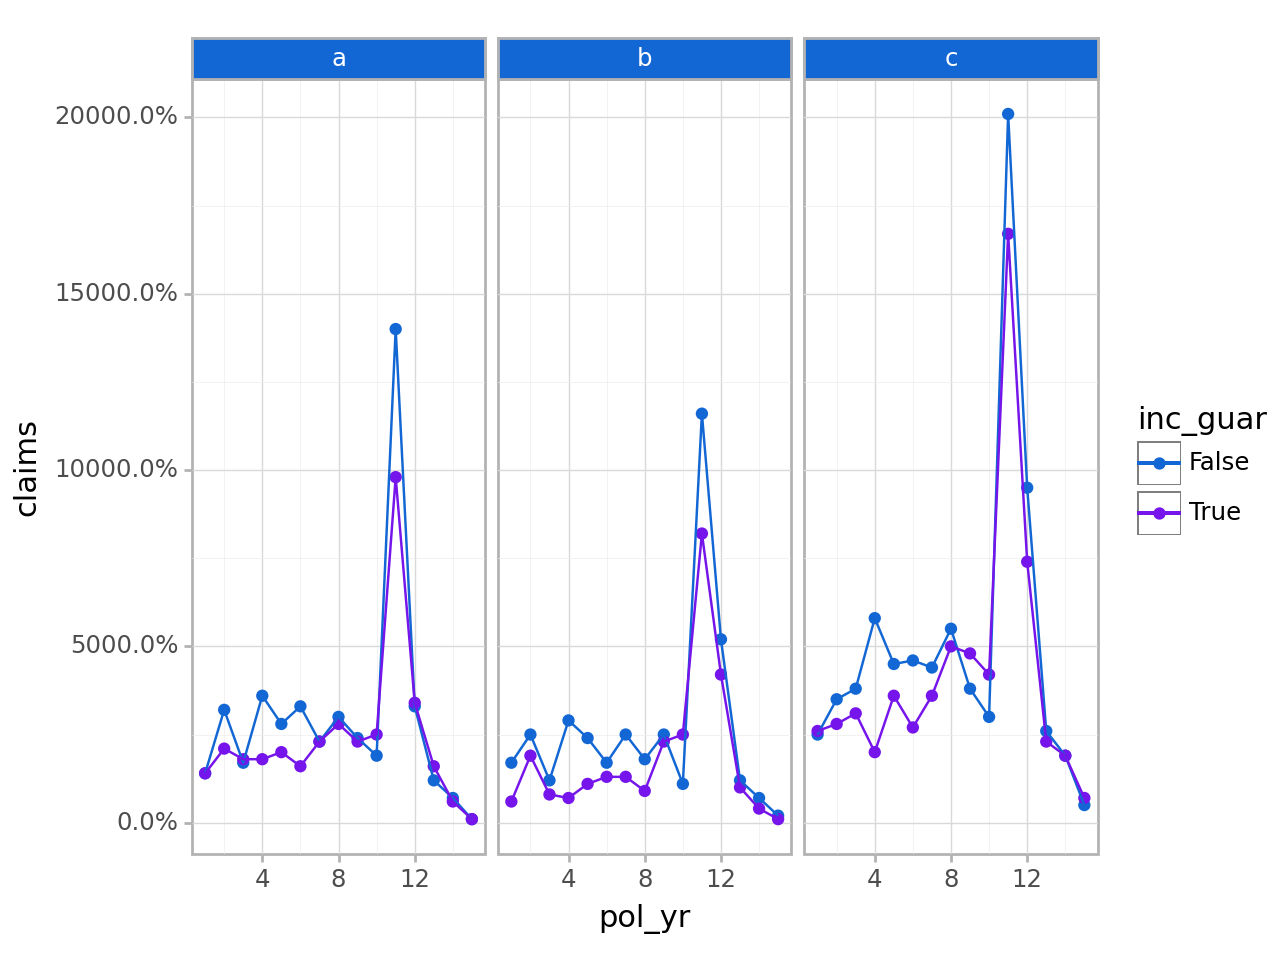 a b c
20000.0%
15000.0%
10000.0%
5000.0%
0.0%
claims
4 8 12 4 8 12 4 8 12
pol_yr
inc_guar
False
True